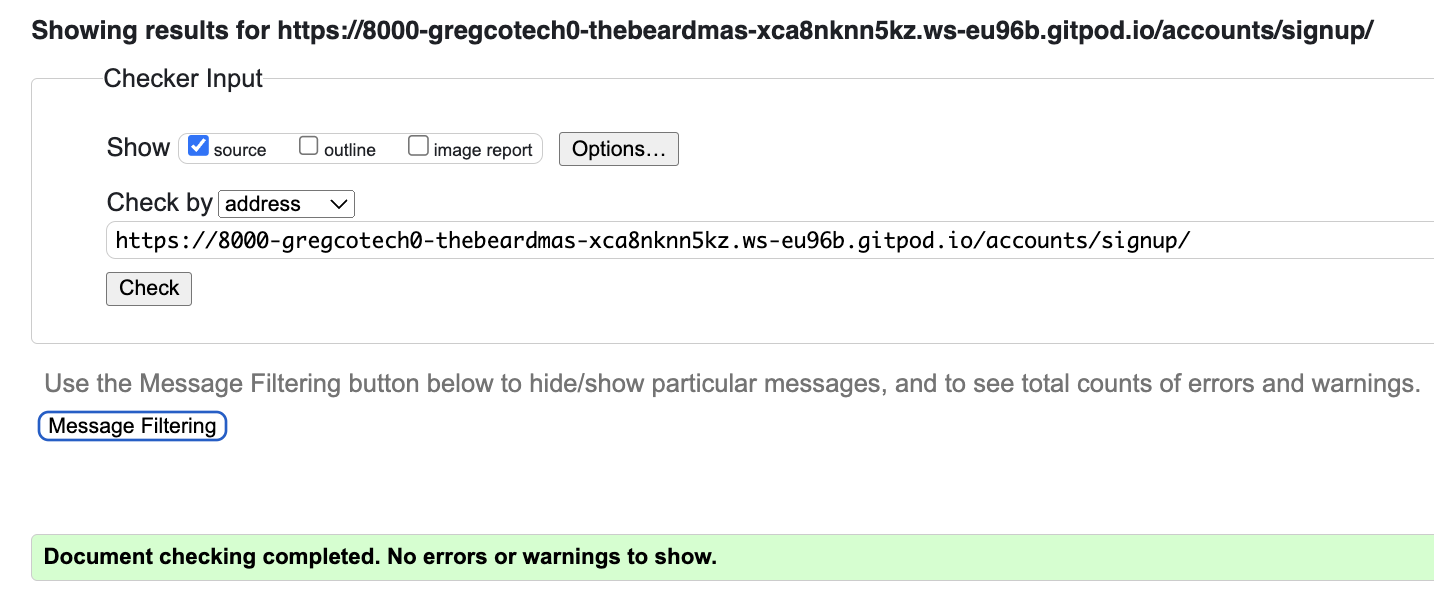 Showing results for https://8000-gregcotech0-thebeardmas-xca8nknn5kz.ws-eu96b.gitpod.io/accounts/signup/
Checker Input
Show source outline image report Options...
Check by address
https://8000-gregcotech0-thebeardmas-xca8nknn5kz.ws-eu96b.gitpod.io/accounts/signup/
Check
Use the Message Filtering button below to hide/show particular messages, and to see total counts of errors and warnings.
Message Filtering
Document checking completed. No errors or warnings to show.